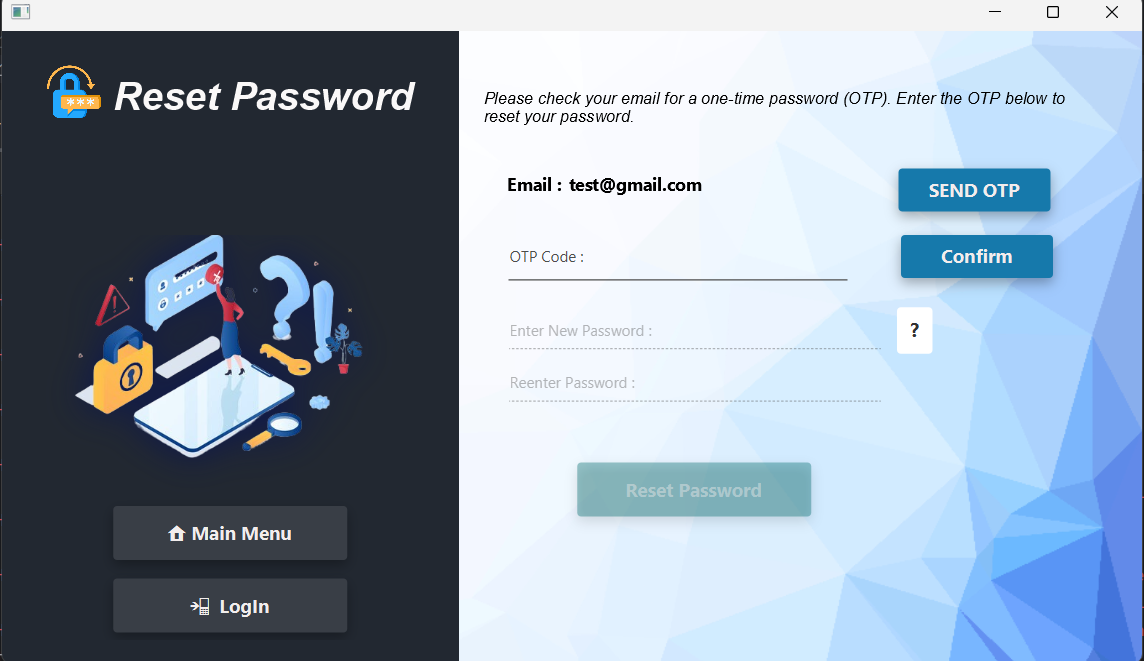 Reset Password
Please check your email for a one-time password (OTP). Enter the OTP below to
reset your password.
Email : test@gmail.com
SEND OTP
OTP Code :
Confirm
Enter New Password :
?
Reenter Password :
Reset Password
Main Menu
LogIn